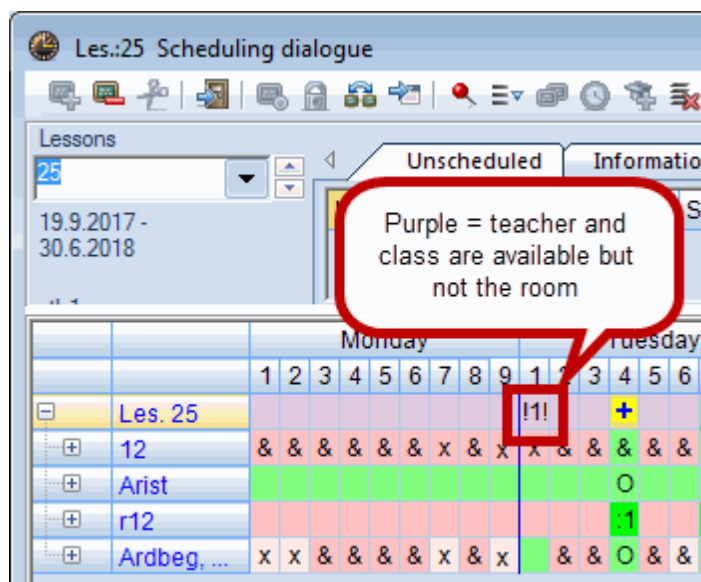 Les.:25 Scheduling dialogue
Lessons
25
Unscheduled Informatio
19.9.2017 -
30.6.2018
S
Purple = teacher and
class are available but
not the room
Monday Tuesday
1 2 3 4 5 6 7 8 9 1 2 3 4 5 6
Les. 25 !1! +
12 & & & & & & x & x x & & & & &
Arist O
r12 :1
Ardbeg, ... x x & & & & x & x & & O & &